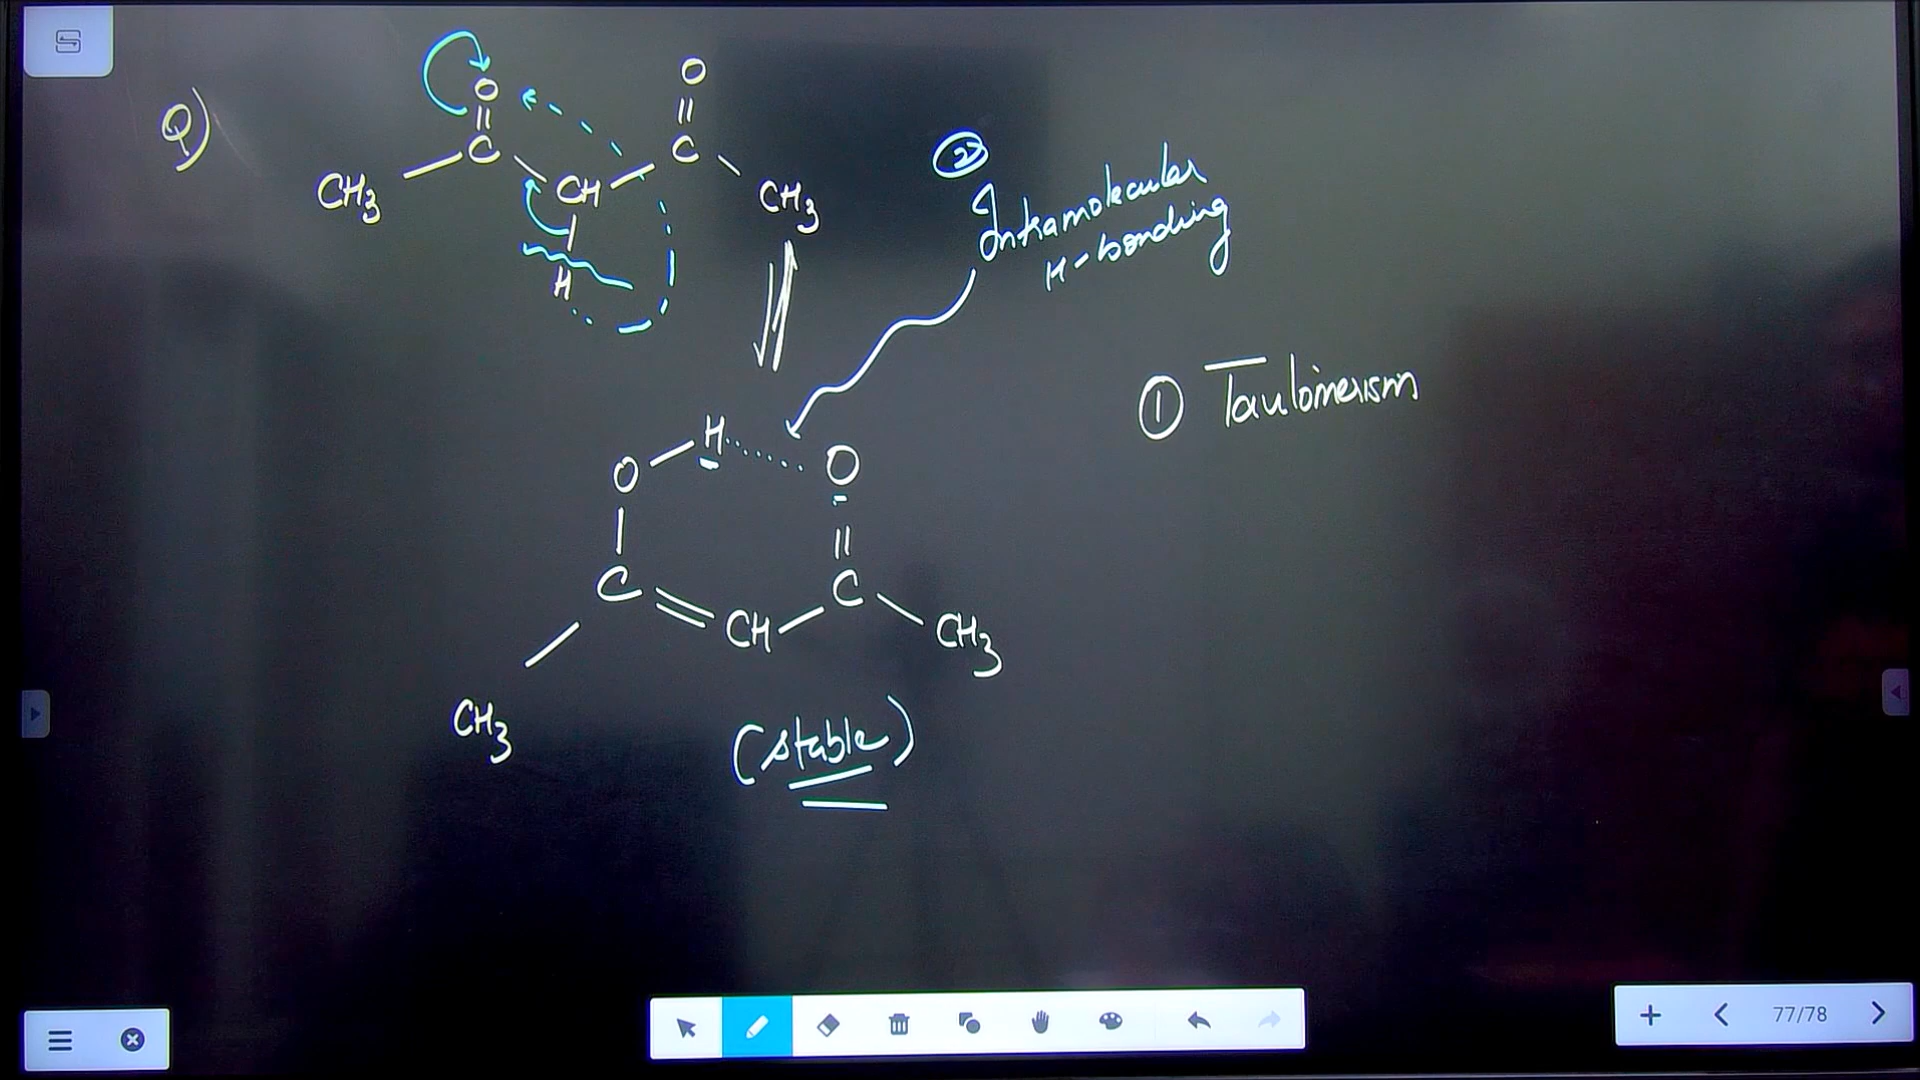 Q)
O
O
C
C
CH₃
CH
CH₃
H
②
Intramolecular
H-bonding
① Tautomerism
H
O
O
C
C
CH
CH₃
CH₃
(stable)
77/78